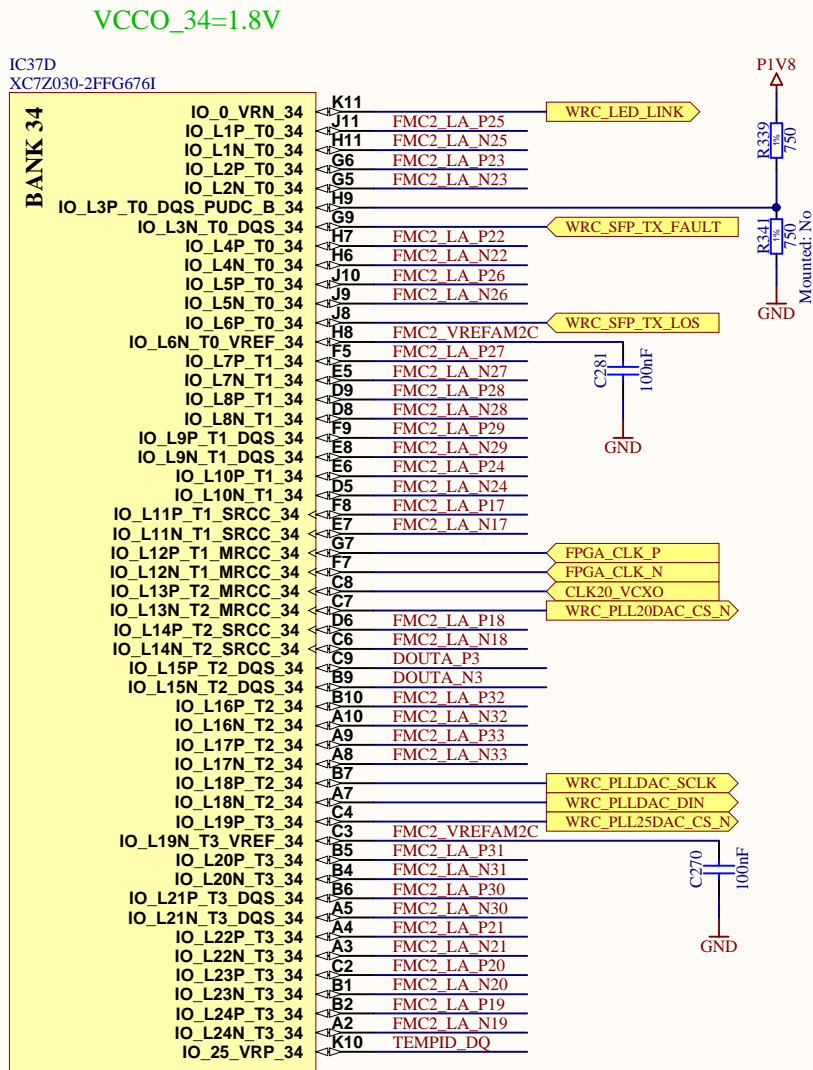 VCCO_34=1.8V
IC37D
XC7Z030-2FFG676I
P1V8
BANK 34
IO_0_VRN_34 K11 WRC_LED_LINK
IO_L1P_T0_34 J11 FMC2_LA_P25
IO_L1N_T0_34 H11 FMC2_LA_N25
IO_L2P_T0_34 G6 FMC2_LA_P23
IO_L2N_T0_34 G5 FMC2_LA_N23
IO_L3P_T0_DQS_PUDC_B_34 H9
IO_L3N_T0_DQS_34 G9 WRC_SFP_TX_FAULT
IO_L4P_T0_34 H7 FMC2_LA_P22
IO_L4N_T0_34 H6 FMC2_LA_N22
IO_L5P_T0_34 J10 FMC2_LA_P26
IO_L5N_T0_34 J9 FMC2_LA_N26
IO_L6P_T0_34 J8 WRC_SFP_TX_LOS
IO_L6N_T0_VREF_34 H8 FMC2_VREFAM2C
IO_L7P_T1_34 F5 FMC2_LA_P27
IO_L7N_T1_34 E5 FMC2_LA_N27
IO_L8P_T1_34 D9 FMC2_LA_P28
IO_L8N_T1_34 D8 FMC2_LA_N28
IO_L9P_T1_DQS_34 F9 FMC2_LA_P29
IO_L9N_T1_DQS_34 E8 FMC2_LA_N29
IO_L10P_T1_34 E6 FMC2_LA_P24
IO_L10N_T1_34 D5 FMC2_LA_N24
IO_L11P_T1_SRCC_34 F8 FMC2_LA_P17
IO_L11N_T1_SRCC_34 E7 FMC2_LA_N17
IO_L12P_T1_MRCC_34 G7 FPGA_CLK_P
IO_L12N_T1_MRCC_34 F7 FPGA_CLK_N
IO_L13P_T2_MRCC_34 C8 CLK20_VCXO
IO_L13N_T2_MRCC_34 C7 WRC_PLL20DAC_CS_N
IO_L14P_T2_SRCC_34 D6 FMC2_LA_P18
IO_L14N_T2_SRCC_34 C6 FMC2_LA_N18
IO_L15P_T2_DQS_34 C9 DOUTA_P3
IO_L15N_T2_DQS_34 B9 DOUTA_N3
IO_L16P_T2_34 B10 FMC2_LA_P32
IO_L16N_T2_34 A10 FMC2_LA_N32
IO_L17P_T2_34 A9 FMC2_LA_P33
IO_L17N_T2_34 A8 FMC2_LA_N33
IO_L18P_T2_34 B7 WRC_PLLDAC_SCLK
IO_L18N_T2_34 A7 WRC_PLLDAC_DIN
IO_L19P_T3_34 C4 WRC_PLL25DAC_CS_N
IO_L19N_T3_VREF_34 C3 FMC2_VREFAM2C
IO_L20P_T3_34 B5 FMC2_LA_P31
IO_L20N_T3_34 B4 FMC2_LA_N31
IO_L21P_T3_DQS_34 B6 FMC2_LA_P30
IO_L21N_T3_DQS_34 A5 FMC2_LA_N30
IO_L22P_T3_34 A4 FMC2_LA_P21
IO_L22N_T3_34 A3 FMC2_LA_N21
IO_L23P_T3_34 C2 FMC2_LA_P20
IO_L23N_T3_34 B1 FMC2_LA_N20
IO_L24P_T3_34 B2 FMC2_LA_P19
IO_L24N_T3_34 A2 FMC2_LA_N19
IO_25_VRP_34 K10 TEMPID_DQ
R339
1%
750
R341
1%
750
Mounted: No
GND
C281
100nF
GND
C270
100nF
GND